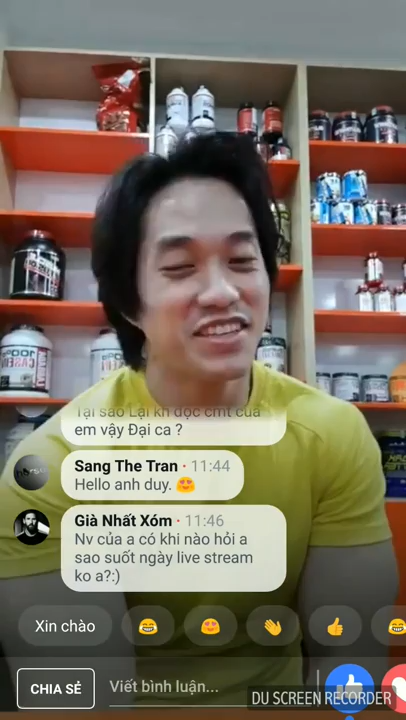 100%
CASEIN
Tại sao Lại kh đọc cmt của
em vậy Đại ca ?
Sang The Tran • 11:44
Hello anh duy. 😍
Già Nhất Xóm • 11:46
Nv của a có khi nào hỏi a
sao suốt ngày live stream
ko a?:)
Xin chào
CHIA SẺ
Viết bình luận...
DU SCREEN RECORDER